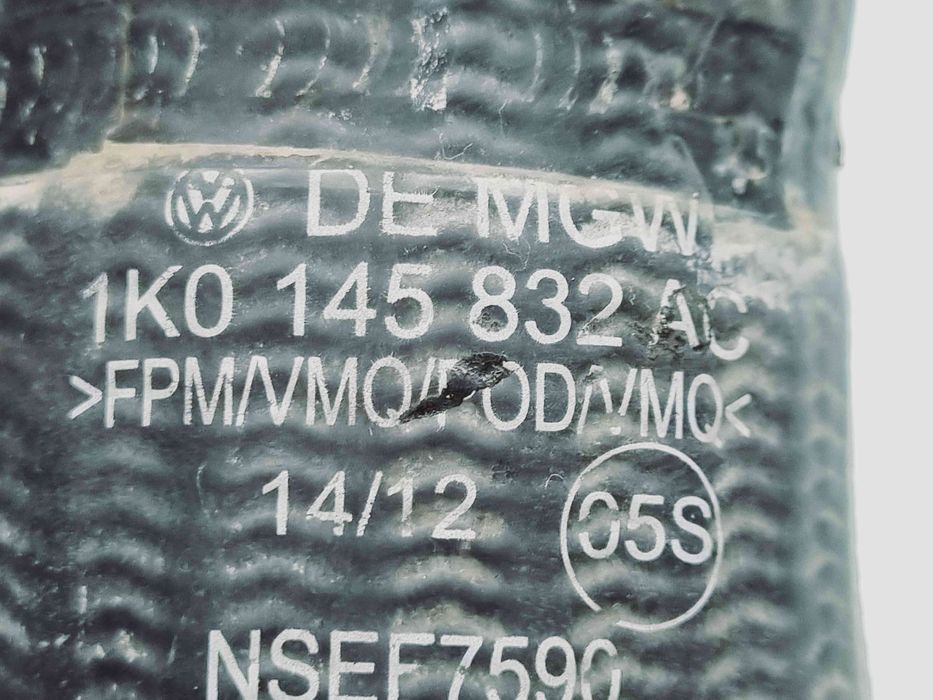 DE MGW
1K0 145 832 AC
>FPM/VMQ/POD/VMQ<
14/12
05S
NSEF7590